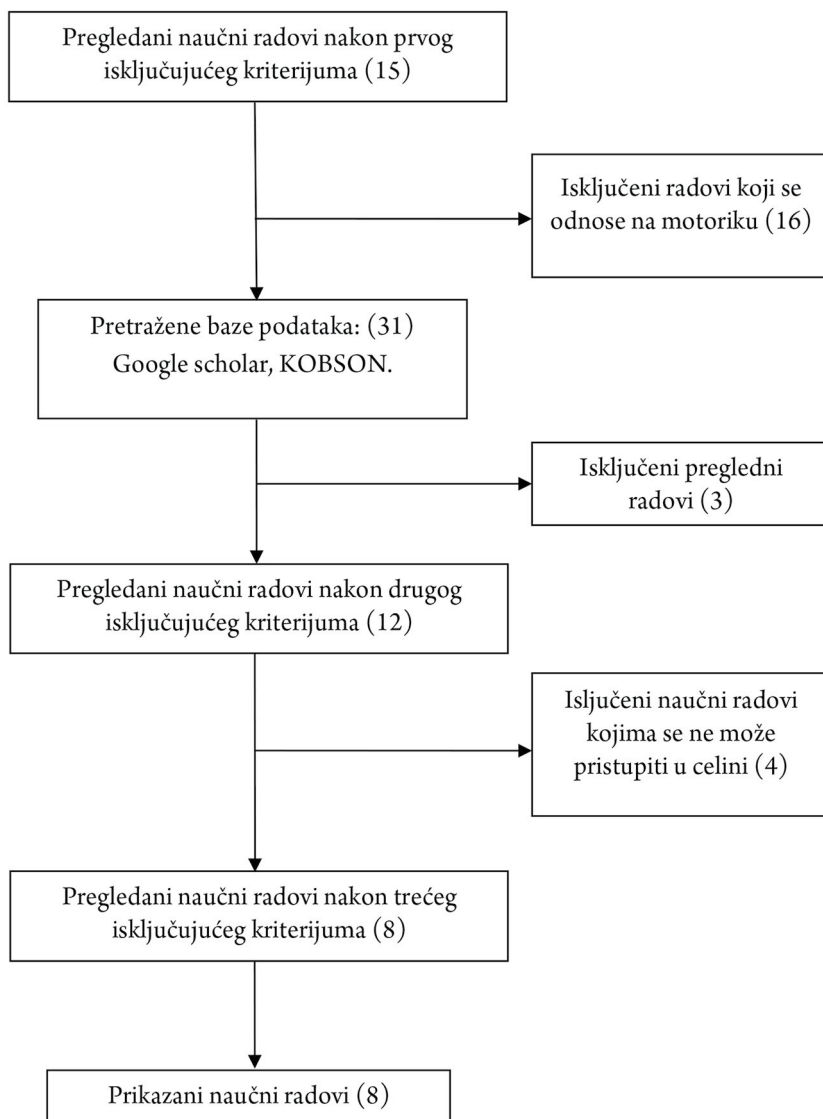 Pregledani naučni radovi nakon prvog
isključujućeg kriterijuma (15)
Isključeni radovi koji se
odnose na motoriku (16)
Pretražene baze podataka: (31)
Google scholar, KOBSON.
Isključeni pregledni
radovi (3)
Pregledani naučni radovi nakon drugog
isključujućeg kriterijuma (12)
Isljučeni naučni radovi
kojima se ne može
pristupiti u celini (4)
Pregledani naučni radovi nakon trećeg
isključujućeg kriterijuma (8)
Prikazani naučni radovi (8)